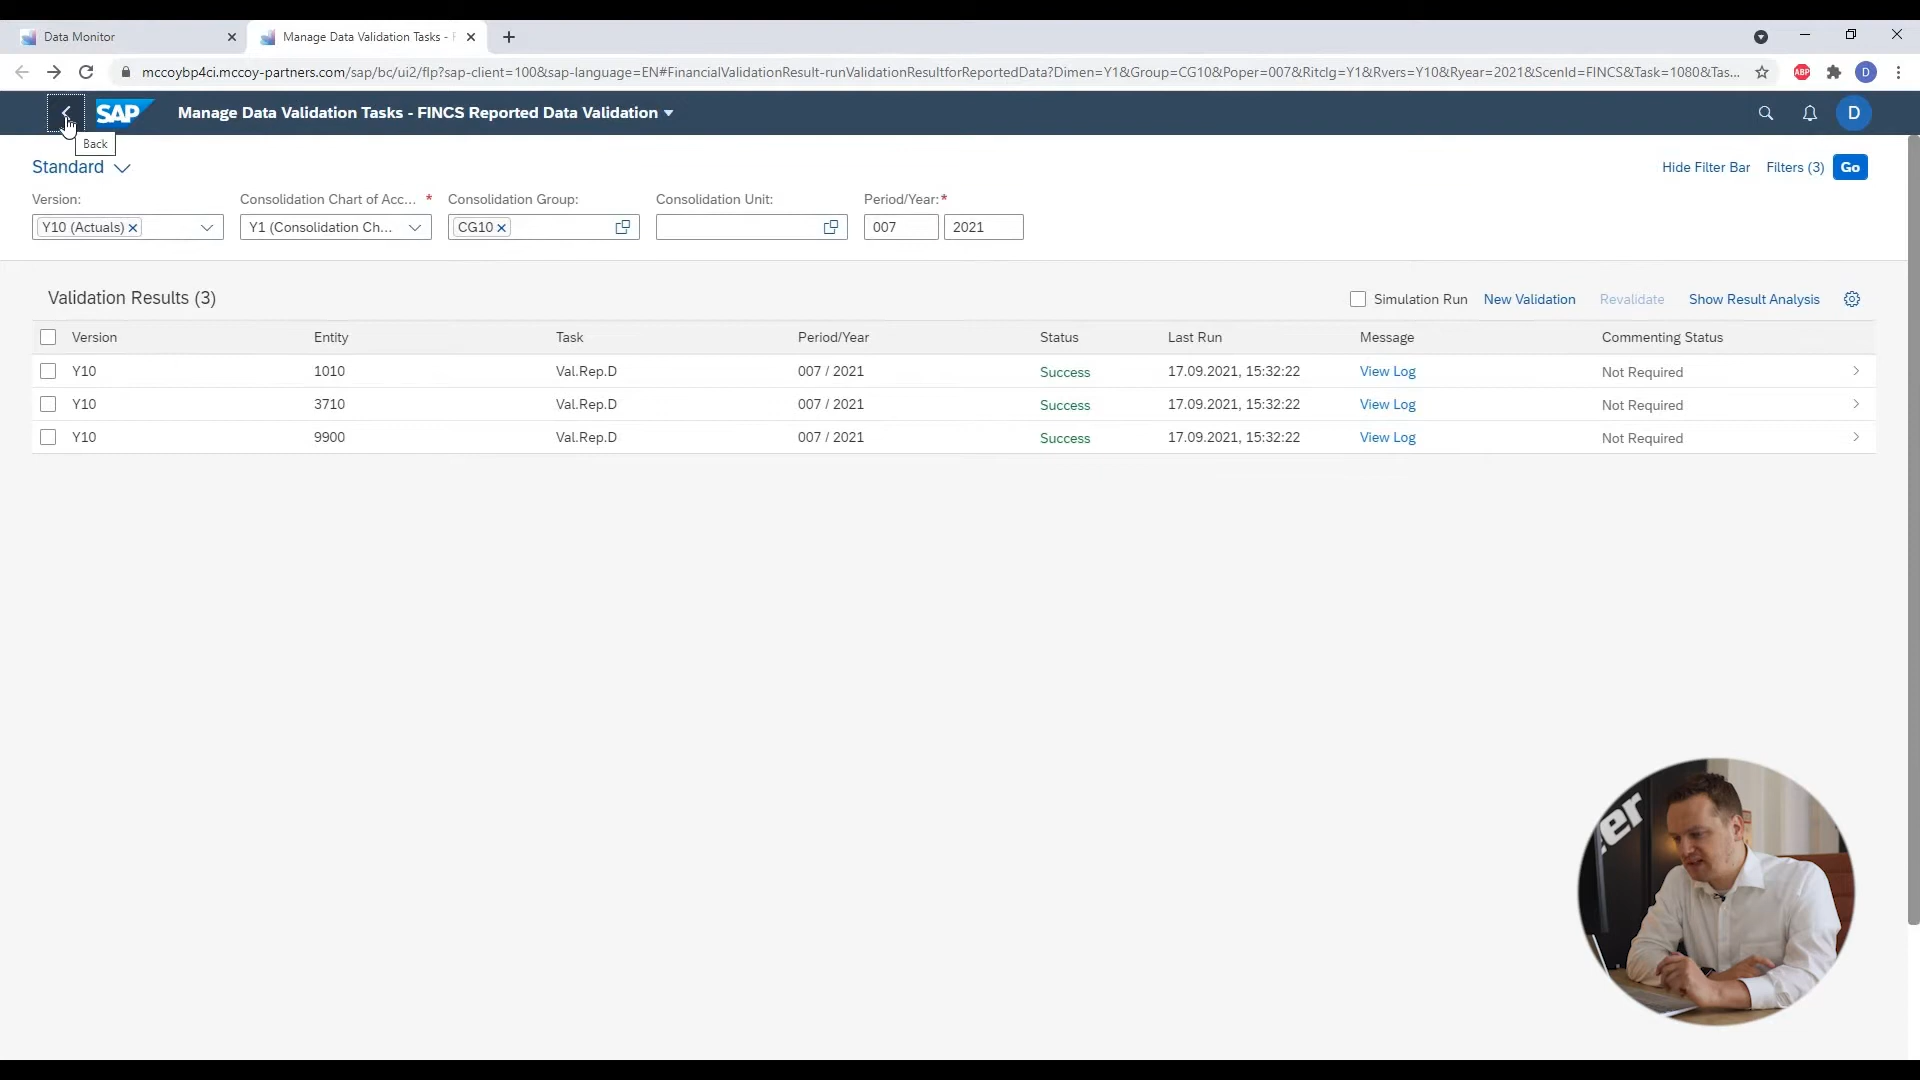 Data Monitor
Manage Data Validation Tasks - F
mccoybp4ci.mccoy-partners.com/sap/bc/ui2/flp?sap-client=100&sap-language=EN#FinancialValidationResult-runValidationResultforReportedData?Dimen=Y1&Group=CG10&Poper=007&Ritclg=Y1&Rvers=Y10&Ryear=2021&ScenId=FINCS&Task=1080&Tas...
ABP
D
SAP
Manage Data Validation Tasks - FINCS Reported Data Validation
D
Back
Standard
Hide Filter Bar
Filters (3)
Go
Version:
Consolidation Chart of Acc... *
Consolidation Group:
Consolidation Unit:
Period/Year:*
Y10 (Actuals)
Y1 (Consolidation Ch...
CG10
007
2021
Validation Results (3)
Simulation Run
New Validation
Revalidate
Show Result Analysis
Version Entity Task Period/Year Status Last Run Message Commenting Status
Y10 1010 Val.Rep.D 007 / 2021 Success 17.09.2021, 15:32:22 View Log Not Required
Y10 3710 Val.Rep.D 007 / 2021 Success 17.09.2021, 15:32:22 View Log Not Required
Y10 9900 Val.Rep.D 007 / 2021 Success 17.09.2021, 15:32:22 View Log Not Required